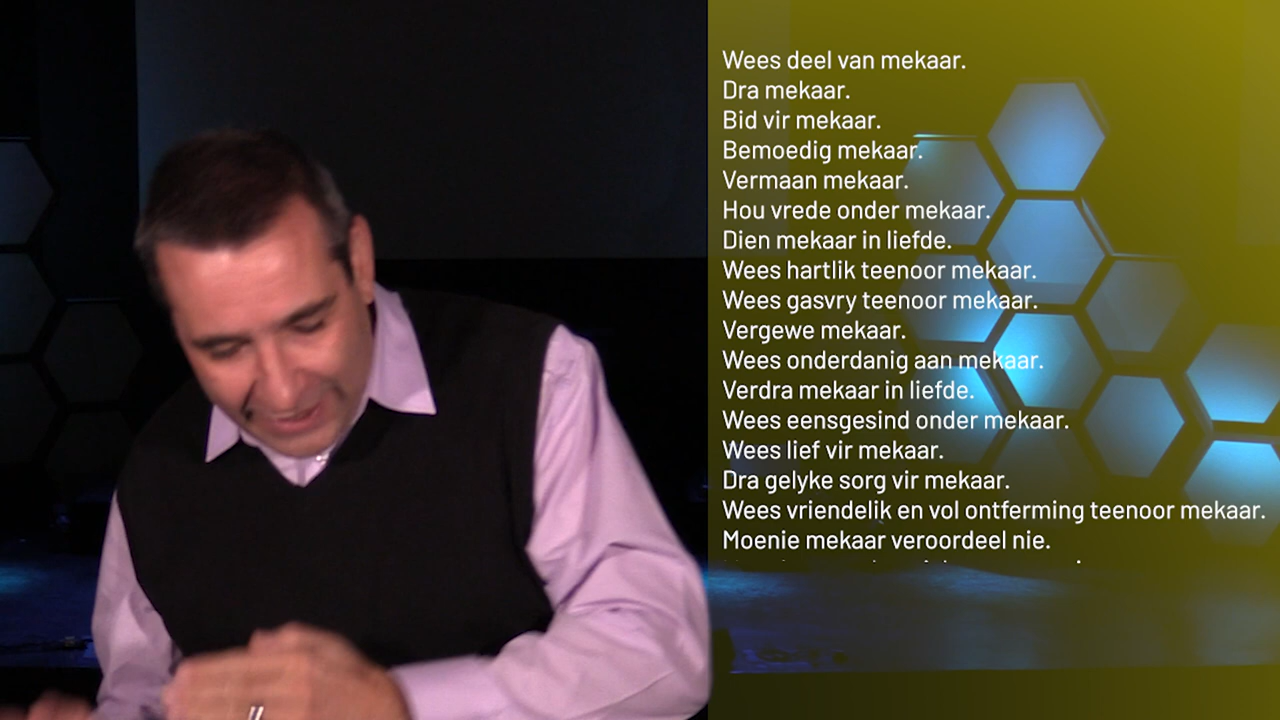 Wees deel van mekaar.
Dra mekaar.
Bid vir mekaar.
Bemoedig mekaar.
Vermaan mekaar.
Hou vrede onder mekaar.
Dien mekaar in liefde.
Wees hartlik teenoor mekaar.
Wees gasvry teenoor mekaar.
Vergewe mekaar.
Wees onderdanig aan mekaar.
Verdra mekaar in liefde.
Wees eensgesind onder mekaar.
Wees lief vir mekaar.
Dra gelyke sorg vir mekaar.
Wees vriendelik en vol ontferming teenoor mekaar.
Moenie mekaar veroordeel nie.